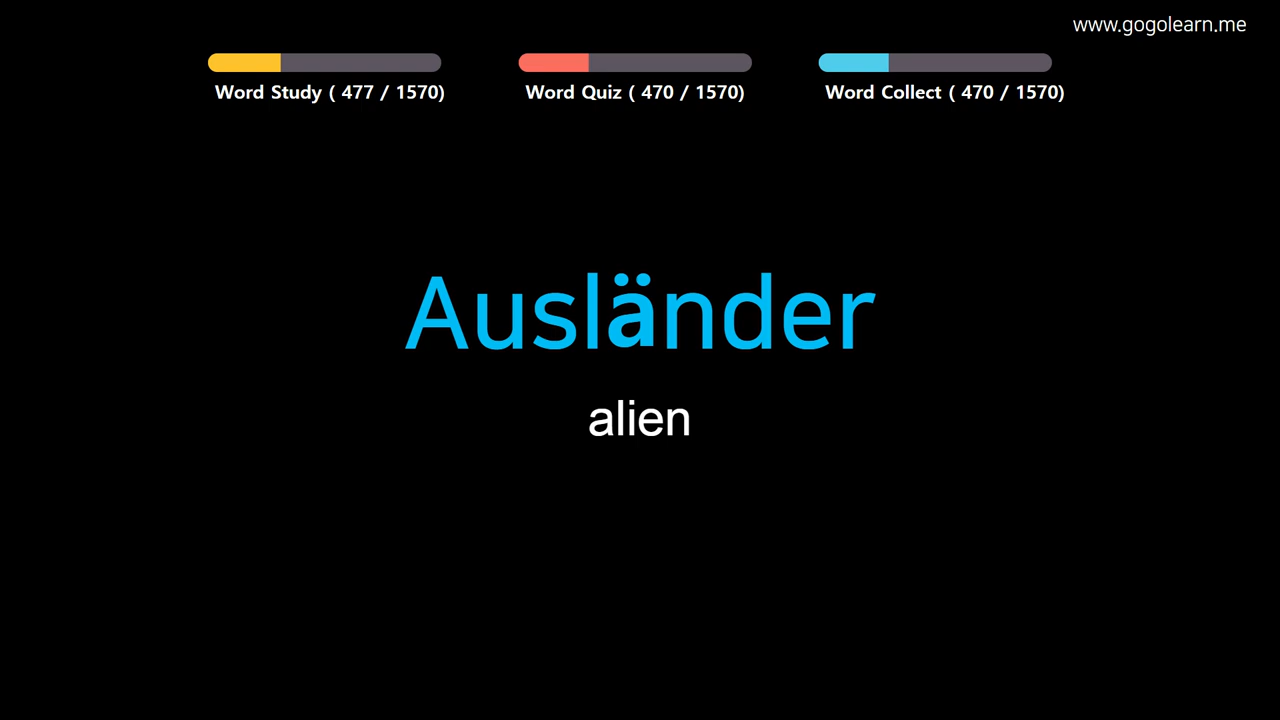 www.gogolearn.me
Word Study ( 477 / 1570)
Word Quiz ( 470 / 1570)
Word Collect ( 470 / 1570)
Ausländer
alien